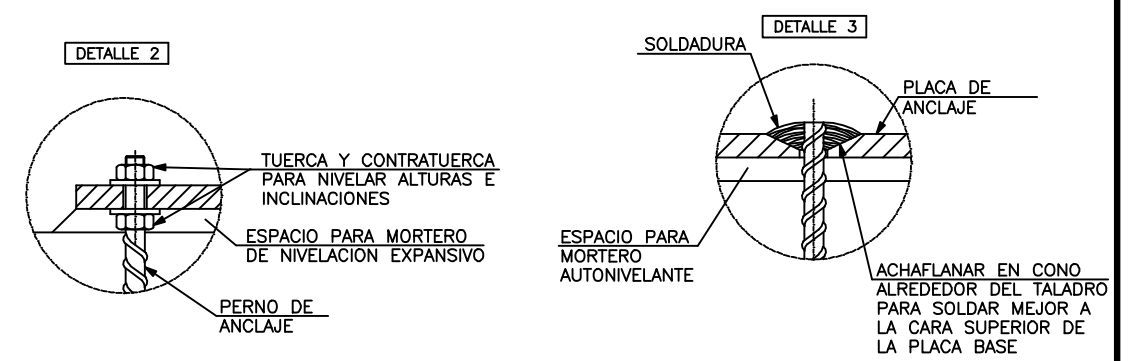 DETALLE 2
TUERCA Y CONTRATUERCA
PARA NIVELAR ALTURAS E
INCLINACIONES
ESPACIO PARA MORTERO
DE NIVELACION EXPANSIVO
PERNO DE
ANCLAJE
DETALLE 3
SOLDADURA
PLACA DE
ANCLAJE
ESPACIO PARA
MORTERO
AUTONIVELANTE
ACHAFLANAR EN CONO
ALREDEDOR DEL TALADRO
PARA SOLDAR MEJOR A
LA CARA SUPERIOR DE
LA PLACA BASE